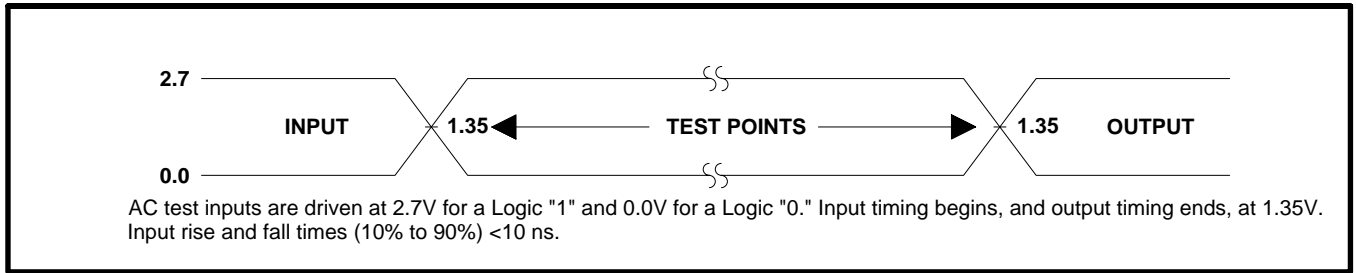 2.7
INPUT 1.35 TEST POINTS 1.35 OUTPUT
0.0
AC test inputs are driven at 2.7V for a Logic "1" and 0.0V for a Logic "0." Input timing begins, and output timing ends, at 1.35V.
Input rise and fall times (10% to 90%) <10 ns.